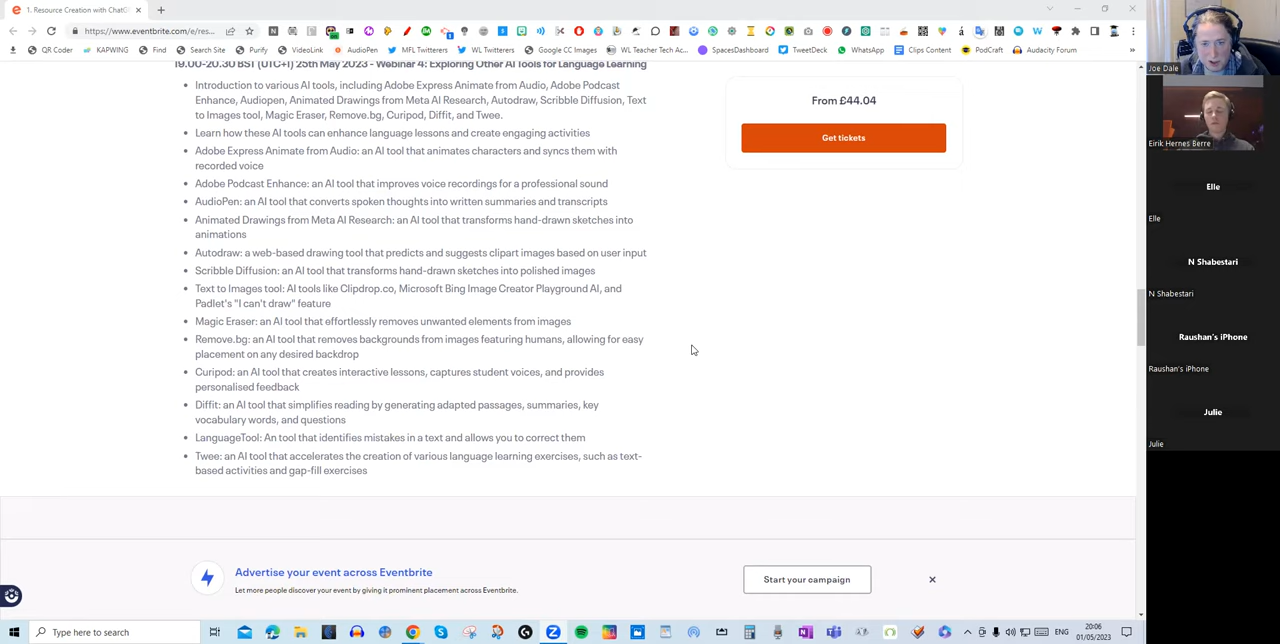 1. Resource Creation with ChatG
https://www.eventbrite.com/e/res...
QR Coder
KAPWING
Find
Search Site
Purify
VideoLink
AudioPen
MFL Twitterers
WL Twitterers
Google CC Images
WL Teacher Tech Ac...
SpacesDashboard
TweetDeck
WhatsApp
Clips Content
PodCraft
Audacity Forum
19.00-20.30 BST (UTC+1) 25th May 2023 - Webinar 4: Exploring Other AI Tools for Language Learning
Introduction to various AI tools, including Adobe Express Animate from Audio, Adobe Podcast
Enhance, Audiopen, Animated Drawings from Meta AI Research, Autodraw, Scribble Diffusion, Text
to Images tool, Magic Eraser, Remove.bg, Curipod, Diffit, and Twee.
Learn how these AI tools can enhance language lessons and create engaging activities
Adobe Express Animate from Audio: an AI tool that animates characters and syncs them with
recorded voice
Adobe Podcast Enhance: an AI tool that improves voice recordings for a professional sound
AudioPen: an AI tool that converts spoken thoughts into written summaries and transcripts
Animated Drawings from Meta AI Research: an AI tool that transforms hand-drawn sketches into
animations
Autodraw: a web-based drawing tool that predicts and suggests clipart images based on user input
Scribble Diffusion: an AI tool that transforms hand-drawn sketches into polished images
Text to Images tool: AI tools like Clipdrop.co, Microsoft Bing Image Creator Playground AI, and
Padlet's "I can't draw" feature
Magic Eraser: an AI tool that effortlessly removes unwanted elements from images
Remove.bg: an AI tool that removes backgrounds from images featuring humans, allowing for easy
placement on any desired backdrop
Curipod: an AI tool that creates interactive lessons, captures student voices, and provides
personalised feedback
Diffit: an AI tool that simplifies reading by generating adapted passages, summaries, key
vocabulary words, and questions
LanguageTool: An tool that identifies mistakes in a text and allows you to correct them
Twee: an AI tool that accelerates the creation of various language learning exercises, such as text-
based activities and gap-fill exercises
From £44.04
Get tickets
Advertise your event across Eventbrite
Let more people discover your event by giving it prominent placement across Eventbrite.
Start your campaign
Joe Dale
Eirik Hernes Berre
Elle
Elle
N Shabestari
N Shabestari
Raushan's iPhone
Raushan's iPhone
Julie
Julie
Type here to search
ENG
20:06
01/05/2023